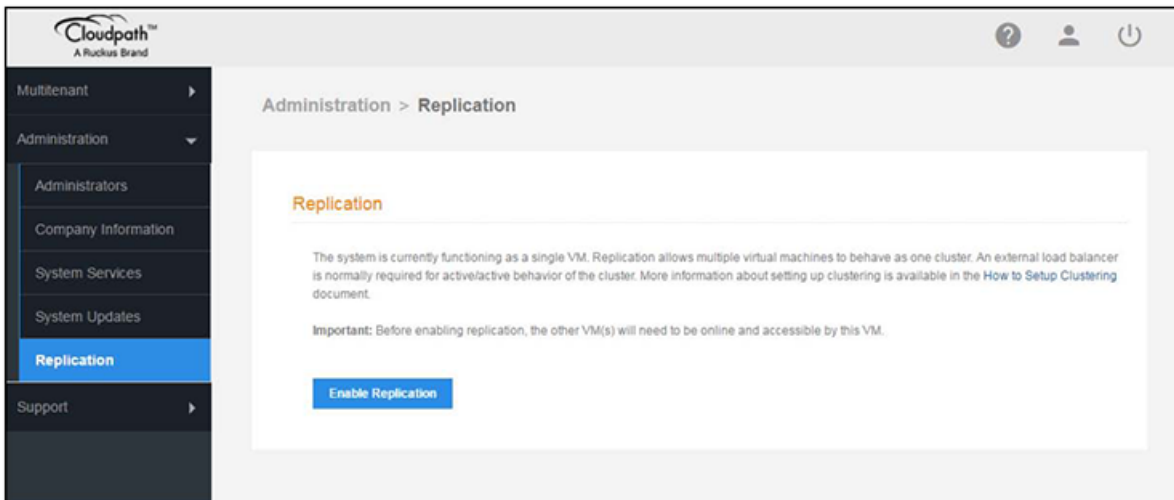 Cloudpath™
A Ruckus Brand
Multitenant
Administration
Administrators
Company Information
System Services
System Updates
Replication
Support
Administration > Replication
Replication
The system is currently functioning as a single VM. Replication allows multiple virtual machines to behave as one cluster. An external load balancer
is normally required for active/active behavior of the cluster. More information about setting up clustering is available in the How to Setup Clustering
document.
Important: Before enabling replication, the other VM(s) will need to be online and accessible by this VM.
Enable Replication